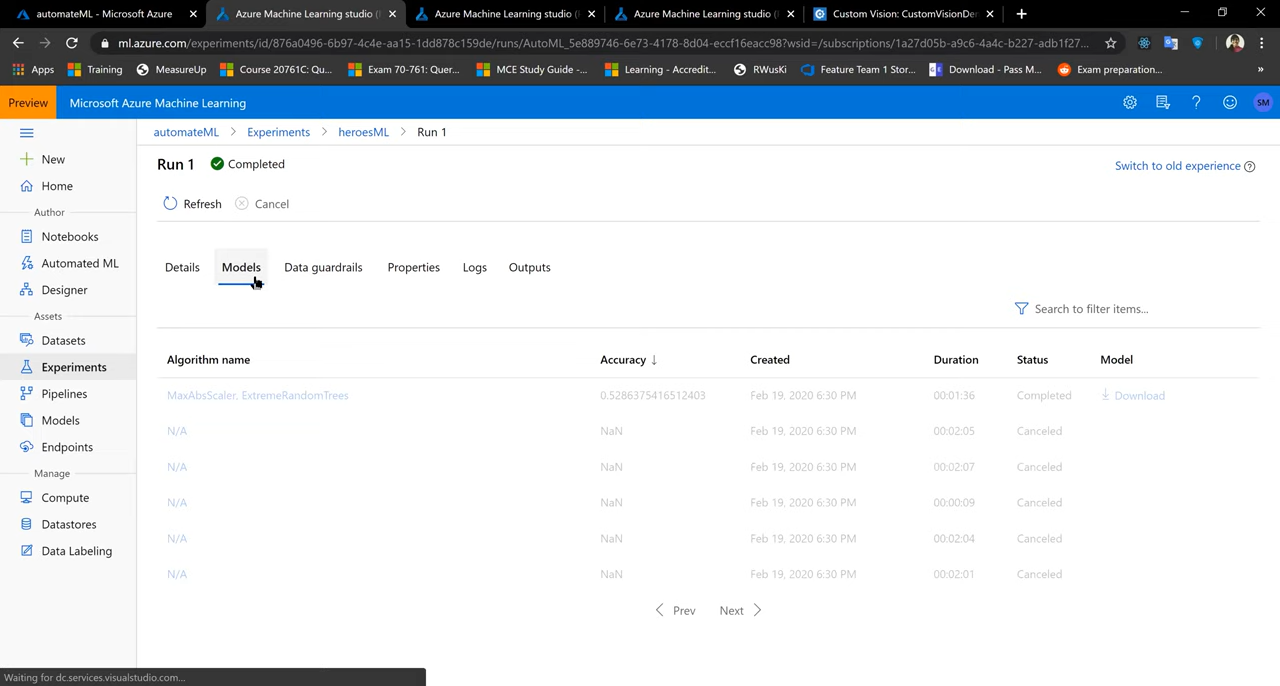 automateML - Microsoft Azure
Azure Machine Learning studio (
Azure Machine Learning studio (
Azure Machine Learning studio (
Custom Vision: CustomVisionDer
ml.azure.com/experiments/id/876a0496-6b97-4c4e-aa15-1dd878c159de/runs/AutoML_5e889746-6e73-4178-8d04-eccf16eacc98?wsid=/subscriptions/1a27d05b-a9c6-4a4c-b227-adb1f27...
Apps
Training
MeasureUp
Course 20761C: Qu...
Exam 70-761: Quer...
MCE Study Guide -...
Learning - Accredit...
RWusKi
Feature Team 1 Stor...
Download - Pass M...
Exam preparation...
»
Preview
Microsoft Azure Machine Learning
SM
automateML > Experiments > heroesML > Run 1
New
Home
Author
Notebooks
Automated ML
Designer
Assets
Datasets
Experiments
Pipelines
Models
Endpoints
Manage
Compute
Datastores
Data Labeling
Run 1 Completed
Switch to old experience
Refresh Cancel
Details Models Data guardrails Properties Logs Outputs
Search to filter items...
Algorithm name Accuracy ↓ Created Duration Status Model
MaxAbsScaler, ExtremeRandomTrees 0.5286375416512403 Feb 19, 2020 6:30 PM 00:01:36 Completed Download
N/A NaN Feb 19, 2020 6:30 PM 00:02:05 Canceled
N/A NaN Feb 19, 2020 6:30 PM 00:02:07 Canceled
N/A NaN Feb 19, 2020 6:30 PM 00:00:09 Canceled
N/A NaN Feb 19, 2020 6:30 PM 00:02:04 Canceled
N/A NaN Feb 19, 2020 6:30 PM 00:02:01 Canceled
Prev Next
Waiting for dc.services.visualstudio.com...